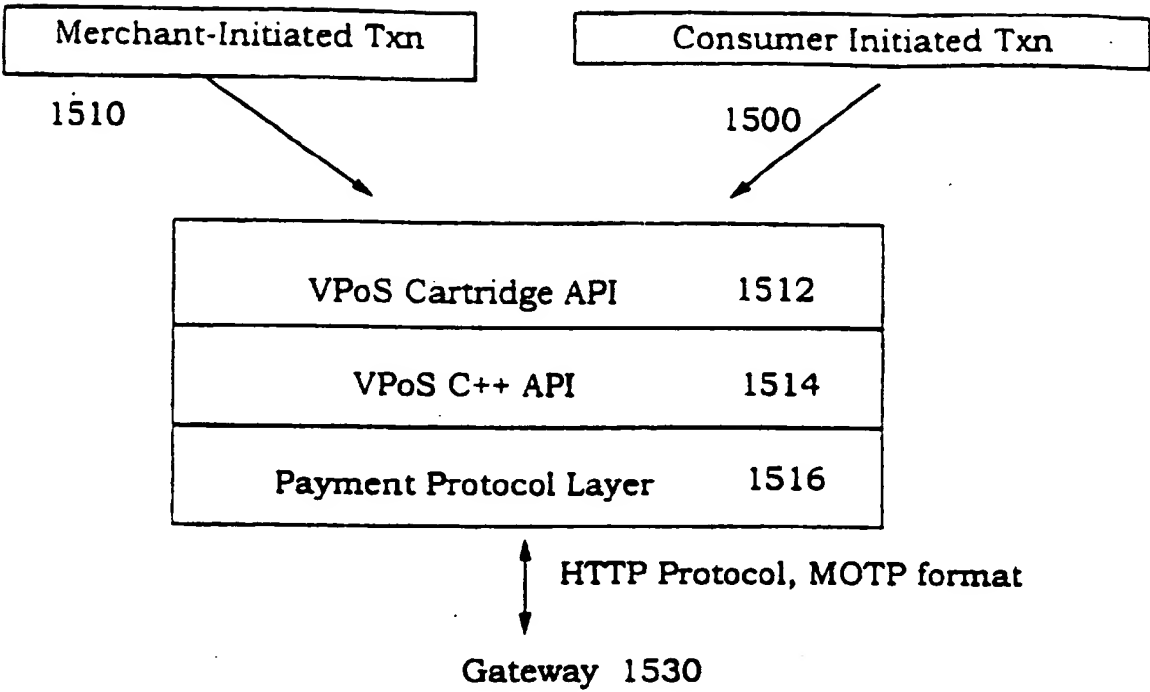 Merchant-Initiated Txn
Consumer Initiated Txn
1510
1500
VPoS Cartridge API 1512
VPoS C++ API 1514
Payment Protocol Layer 1516
HTTP Protocol, MOTP format
Gateway 1530